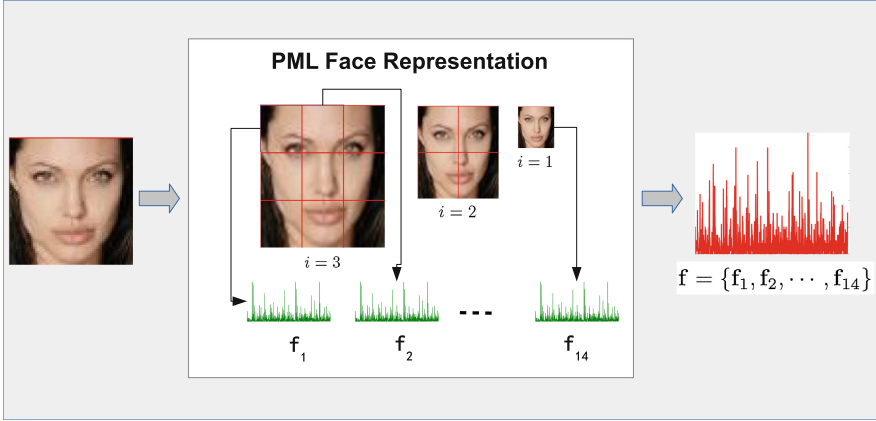 PML Face Representation
i = 1
i = 2
i = 3
f1 f2 f14
f = {f1, f2, ··· , f14}